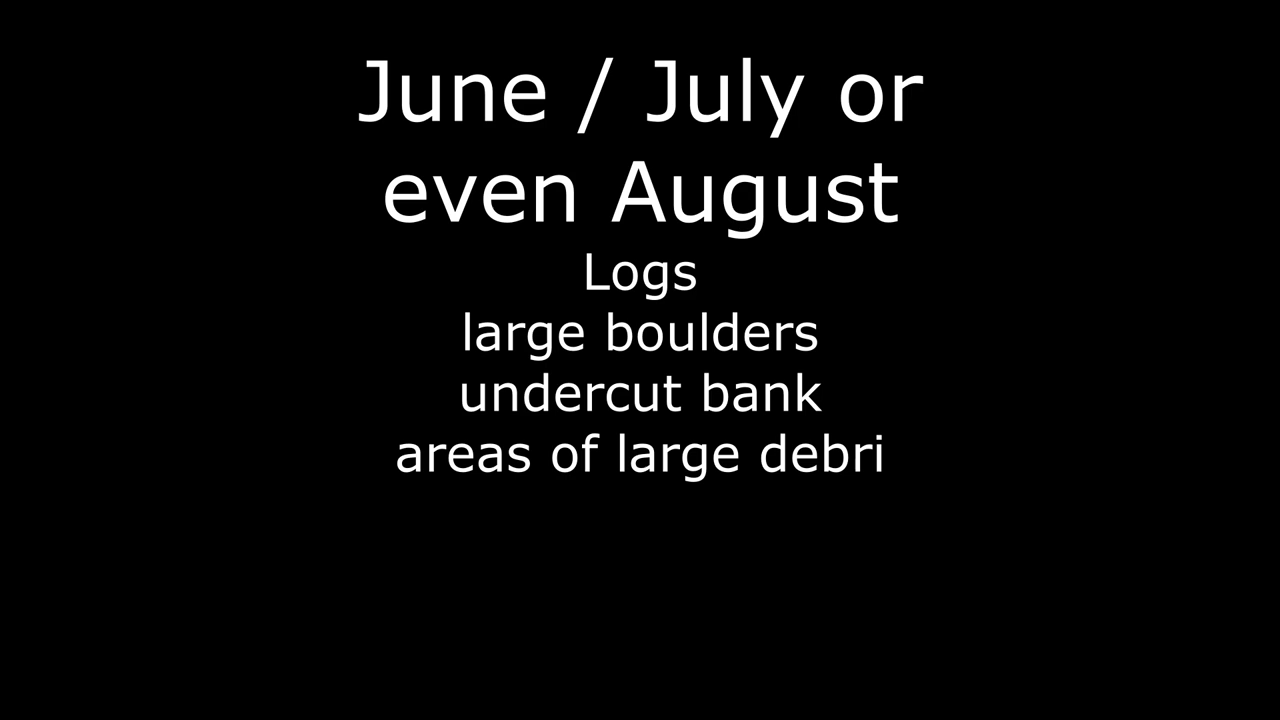 June / July or
even August
Logs
large boulders
undercut bank
areas of large debri